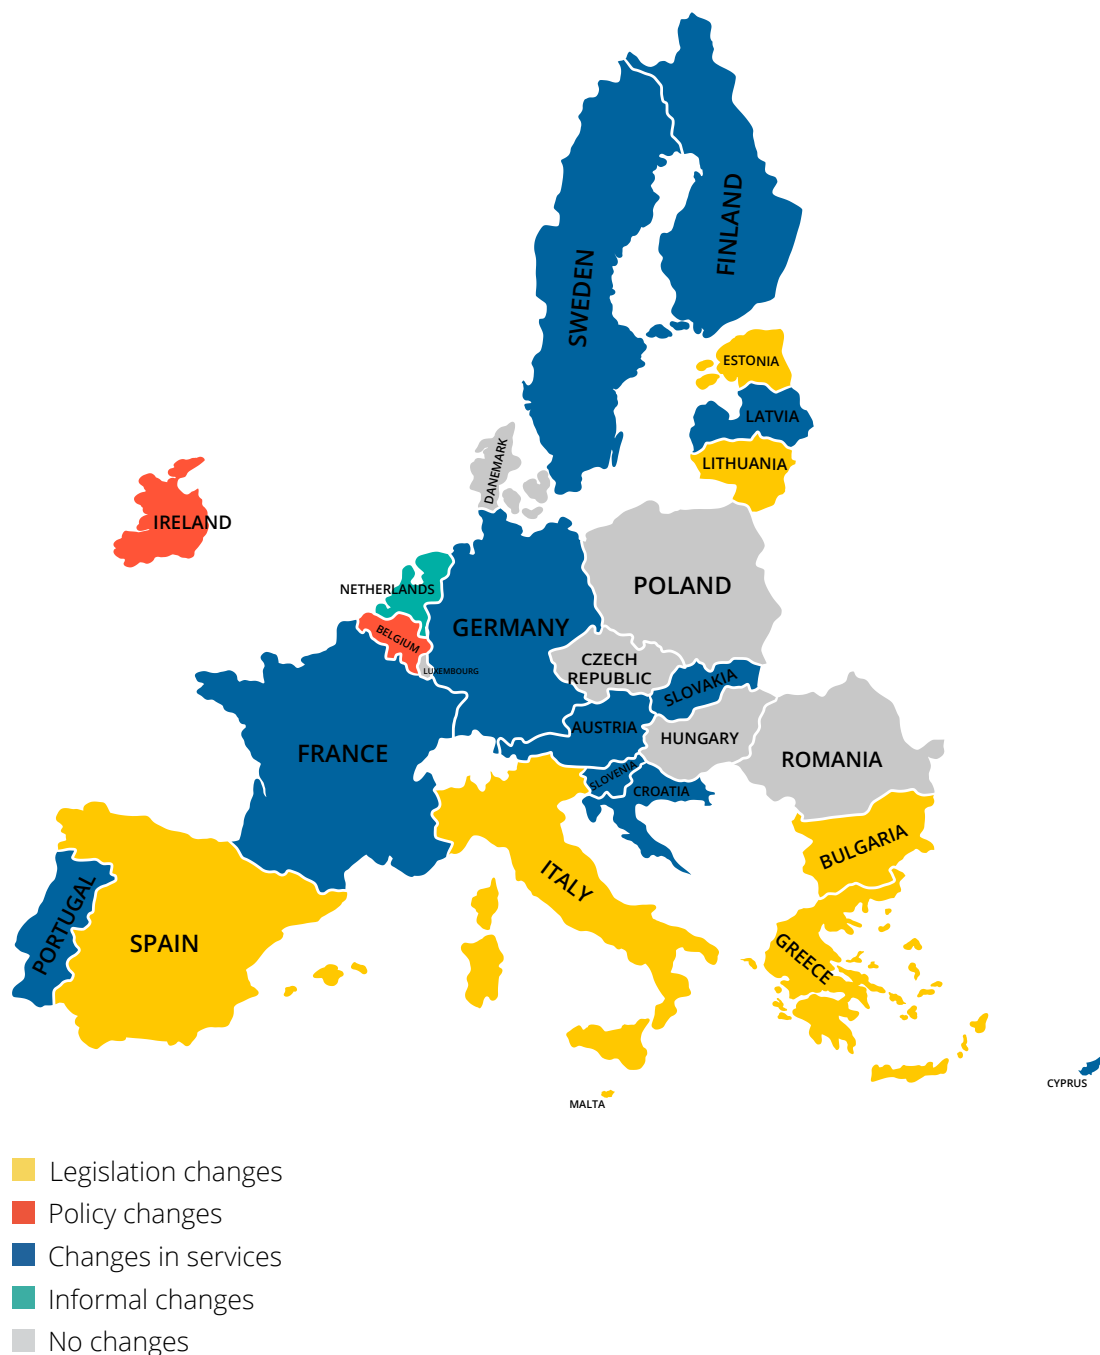 FINLAND
SWEDEN
ESTONIA
LATVIA
LITHUANIA
DANEMARK
IRELAND
POLAND
NETHERLANDS
GERMANY
BELGIUM
CZECH
REPUBLIC
LUXEMBOURG
SLOVAKIA
AUSTRIA
HUNGARY
FRANCE
ROMANIA
SLOVENIA
CROATIA
BULGARIA
ITALY
PORTUGAL
SPAIN
GREECE
CYPRUS
MALTA
Legislation changes
Policy changes
Changes in services
Informal changes
No changes